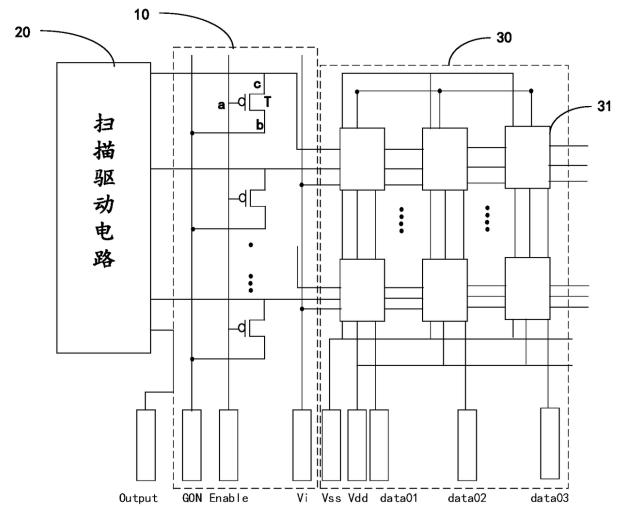 10
20
30
c
a
T
b
31
扫描驱动电路
Output GON Enable Vi Vss Vdd data01 data02 data03